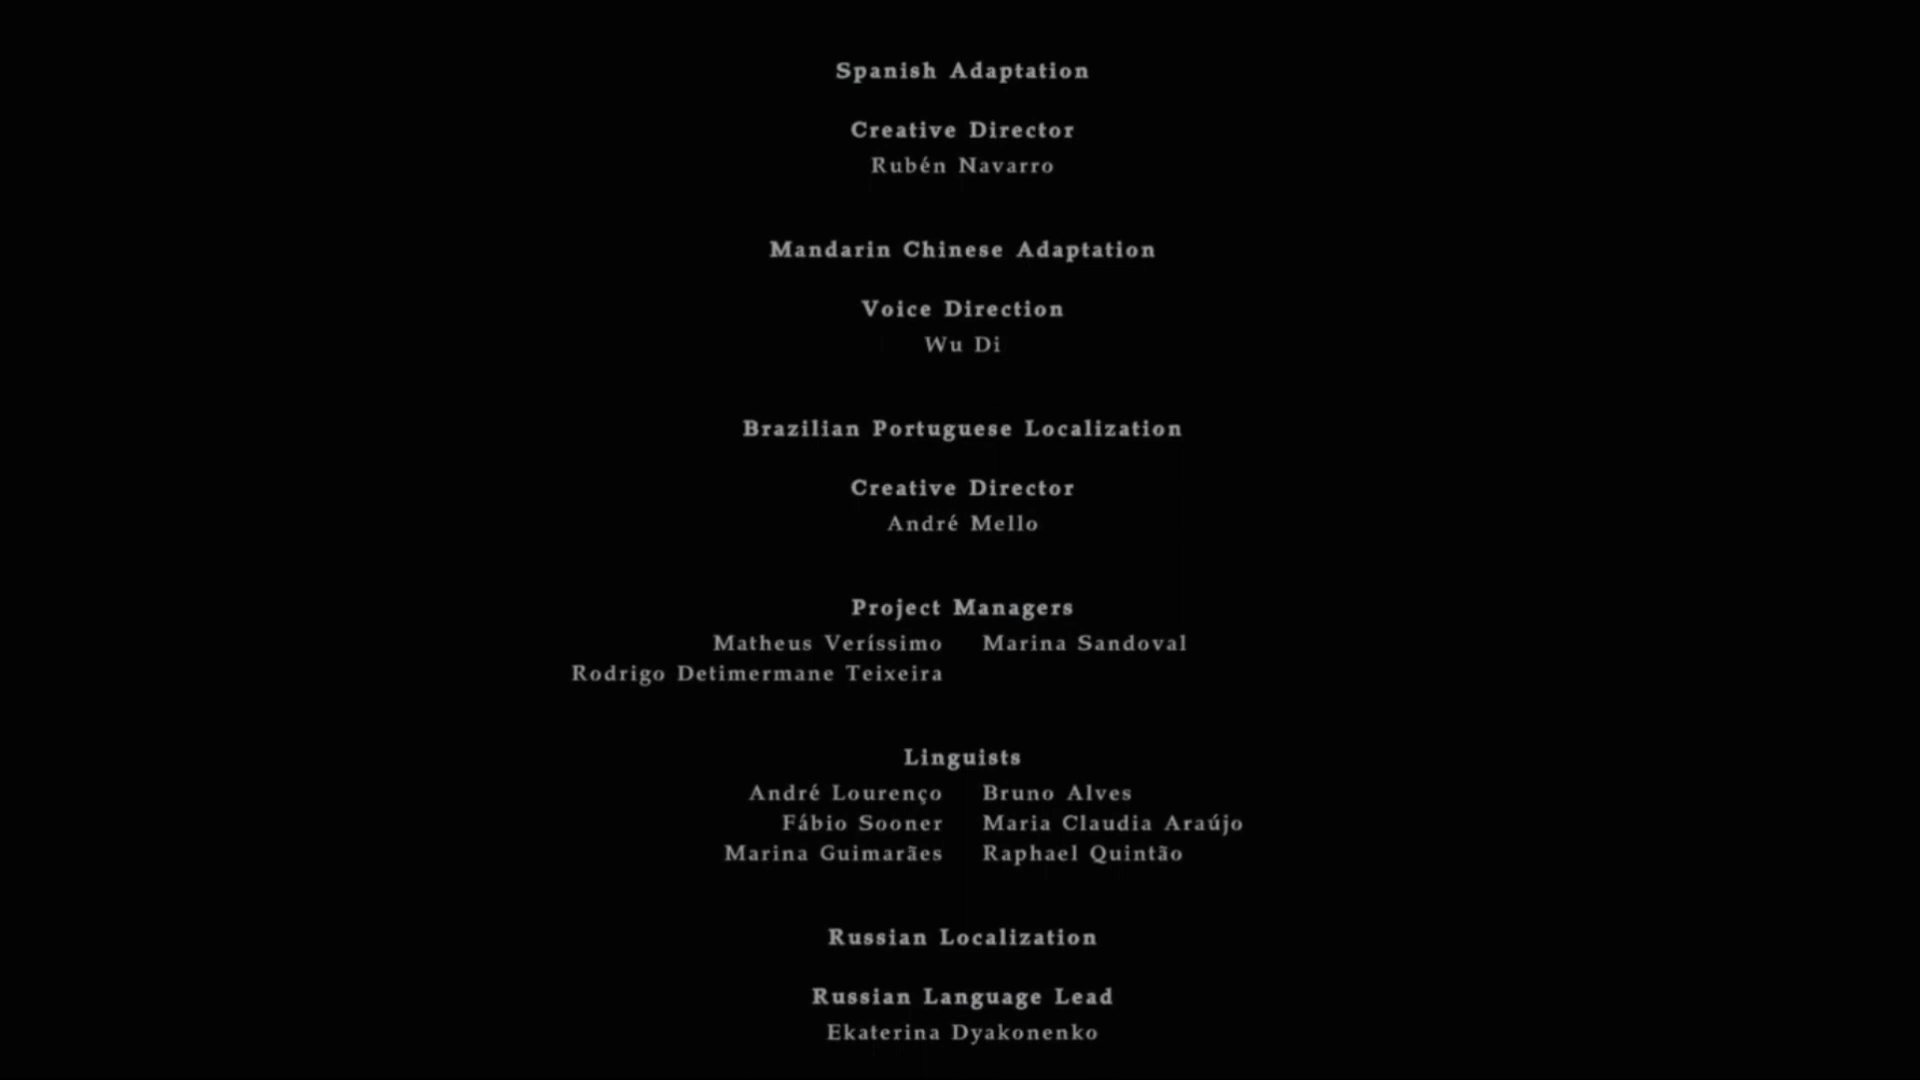 Spanish Adaptation
Creative Director
Rubén Navarro
Mandarin Chinese Adaptation
Voice Direction
Wu Di
Brazilian Portuguese Localization
Creative Director
André Mello
Project Managers
Matheus Veríssimo Marina Sandoval
Rodrigo Detimermane Teixeira
Linguists
André Lourenço Bruno Alves
Fábio Sooner Maria Claudia Araújo
Marina Guimarães Raphael Quintão
Russian Localization
Russian Language Lead
Ekaterina Dyakonenko